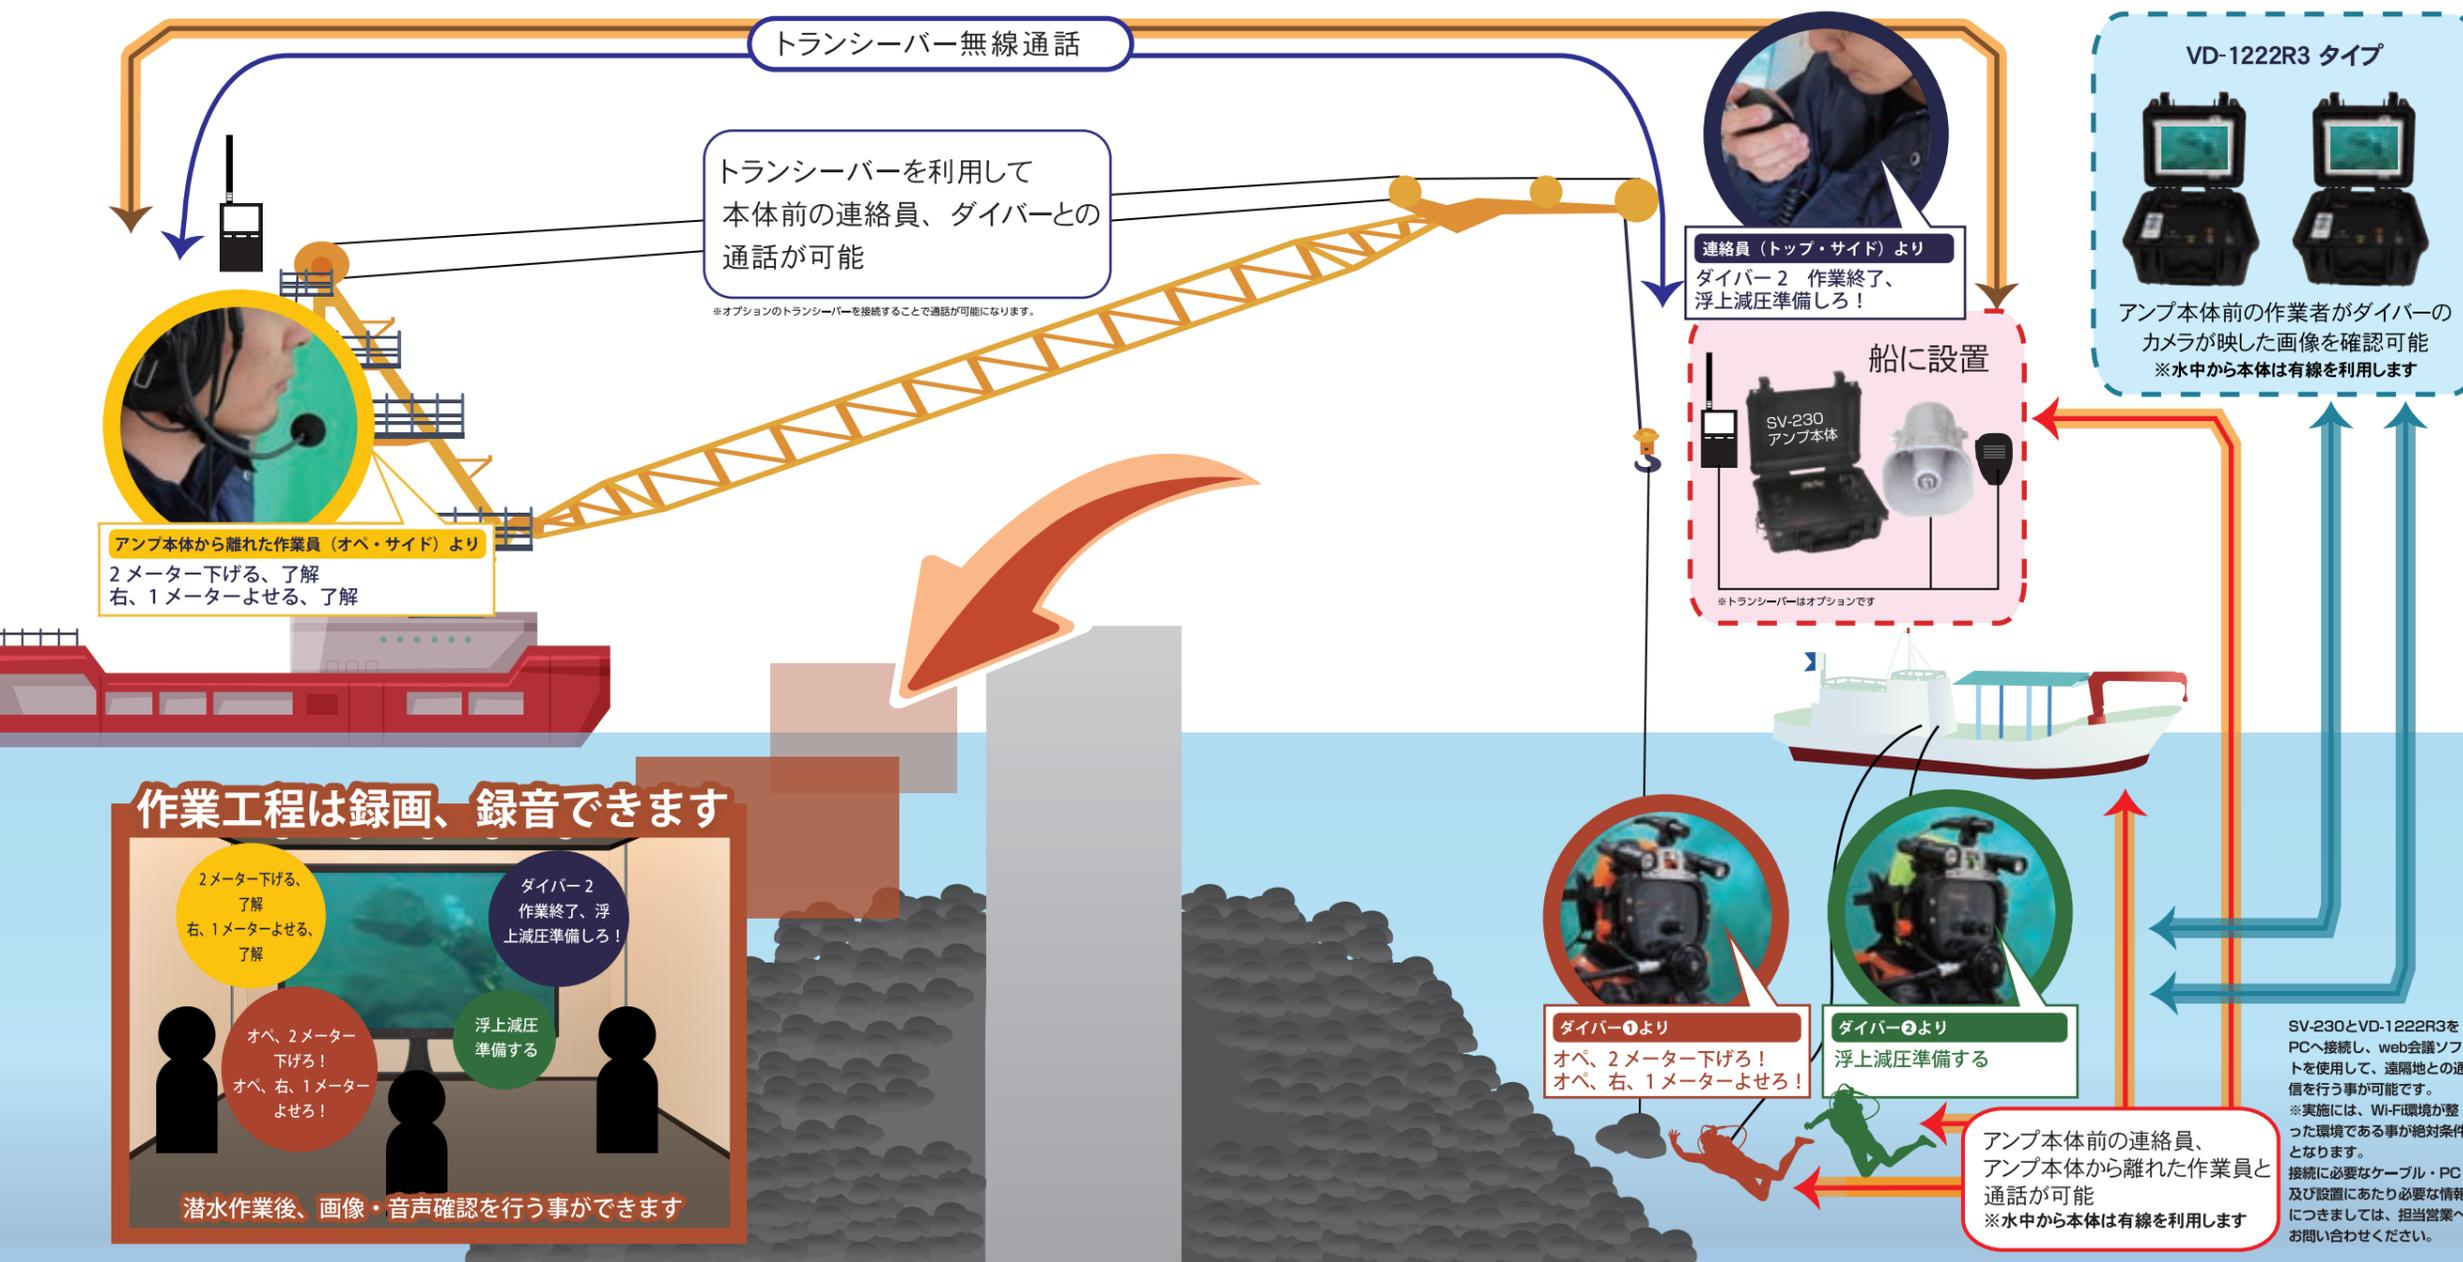 トランシーバー無線通話
トランシーバーを利用して
本体前の連絡員、ダイバーとの
通話が可能
※オプションのトランシーバーを接続することで通話が可能になります。
連絡員（トップ・サイド）より
ダイバー2　作業終了、
浮上減圧準備しろ！
VD-1222R3 タイプ
アンプ本体前の作業者がダイバーの
カメラが映した画像を確認可能
※水中から本体は有線を利用します
船に設置
SV-230
アンプ本体
※トランシーバーはオプションです
アンプ本体から離れた作業員（オペ・サイド）より
2メーター下げる、了解
右、1メーターよせる、了解
作業工程は録画、録音できます
2メーター下げる、
了解
右、1メーターよせる、
了解
ダイバー2
作業終了、浮
上減圧準備しろ！
オペ、2メーター
下げろ！
オペ、右、1メーター
よせろ！
浮上減圧
準備する
潜水作業後、画像・音声確認を行う事ができます
ダイバー❶より
オペ、2メーター下げろ！
オペ、右、1メーターよせろ！
ダイバー❷より
浮上減圧準備する
アンプ本体前の連絡員、
アンプ本体から離れた作業員と
通話が可能
※水中から本体は有線を利用します
SV-230とVD-1222R3を
PCへ接続し、web会議ソフ
トを使用して、遠隔地との通
信を行う事が可能です。
※実施には、Wi-Fi環境が整
った環境である事が絶対条件
となります。
接続に必要なケーブル・PC
及び設置にあたり必要な情報
につきましては、担当営業へ
お問い合わせください。